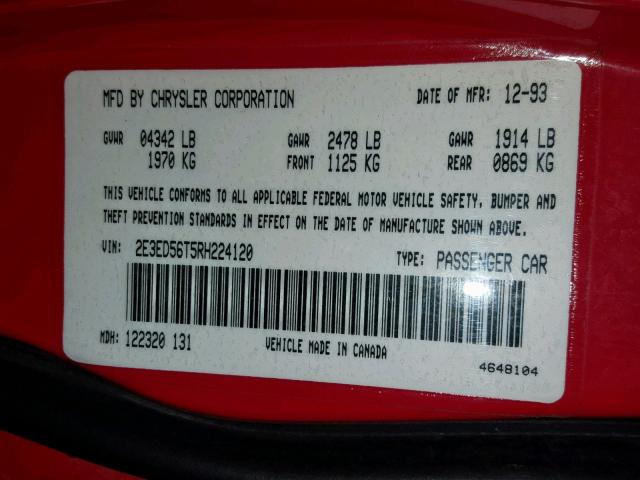 MFD BY CHRYSLER CORPORATION DATE OF MFR: 12-93
GVWR 04342 LB GAWR 2478 LB GAWR 1914 LB
1970 KG FRONT 1125 KG REAR 0869 KG
THIS VEHICLE CONFORMS TO ALL APPLICABLE FEDERAL MOTOR VEHICLE SAFETY, BUMPER AND
THEFT PREVENTION STANDARDS IN EFFECT ON THE DATE OF MANUFACTURE SHOWN ABOVE.
VIN: 2E3ED56T5RH224120 TYPE: PASSENGER CAR
MDH: 122320 131 VEHICLE MADE IN CANADA 4648104